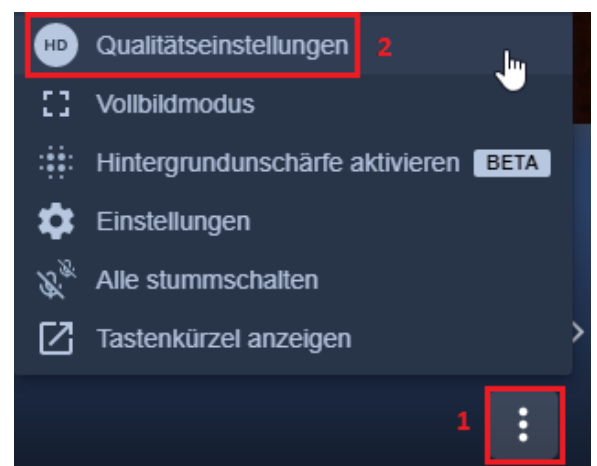 HD Qualitätseinstellungen 2
Vollbildmodus
Hintergrundunschärfe aktivieren BETA
Einstellungen
Alle stummschalten
Tastenkürzel anzeigen
1